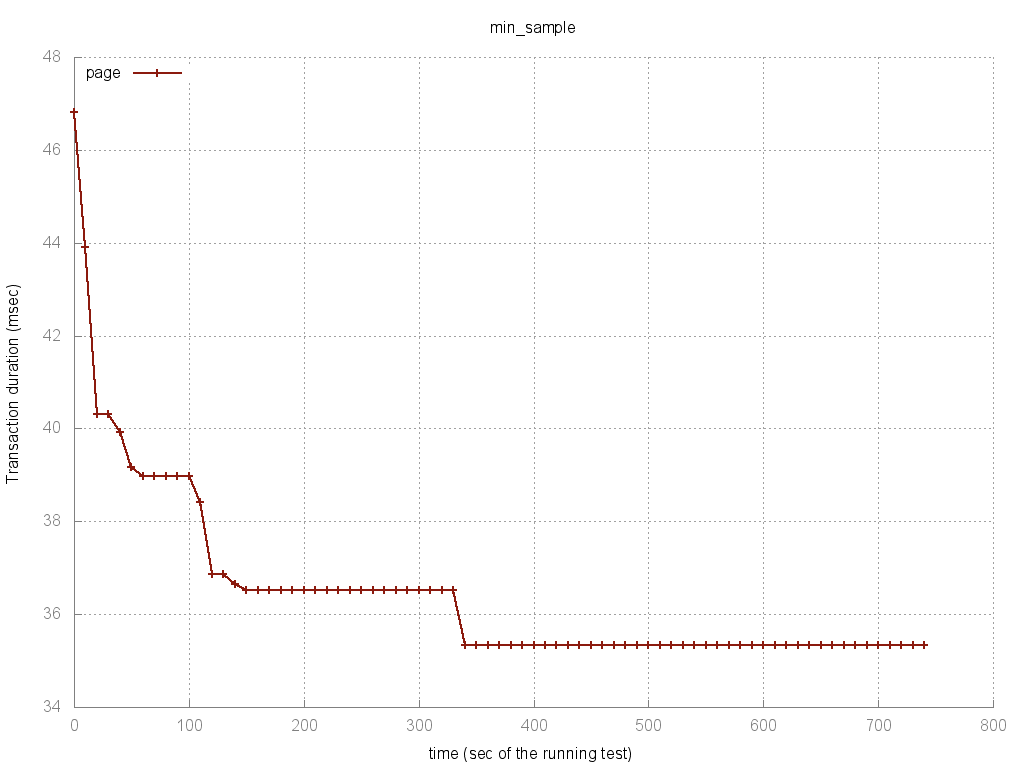 min_sample
page
48
46
44
42
40
38
36
34
Transaction duration (msec)
0 100 200 300 400 500 600 700 800
time (sec of the running test)